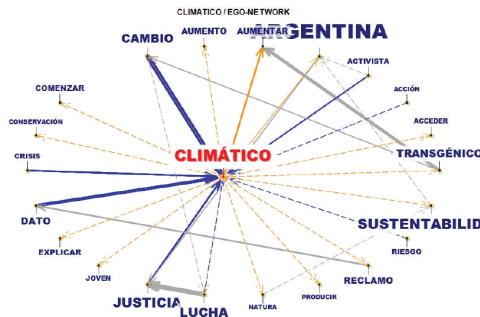 CLIMÁTICO / EGO-NETWORK
AUMENTO
AUMENTAR
ARGENTINA
CAMBIO
ACTIVISTA
COMENZAR
ACCIÓN
CONSERVACIÓN
ACCEDER
CLIMÁTICO
TRANSGÉNICO
CRISIS
DATO
SUSTENTABILID
EXPLICAR
RIESGO
JOVEN
RECLAMO
JUSTICIA
LUCHA
NATURA
PRODUCIR